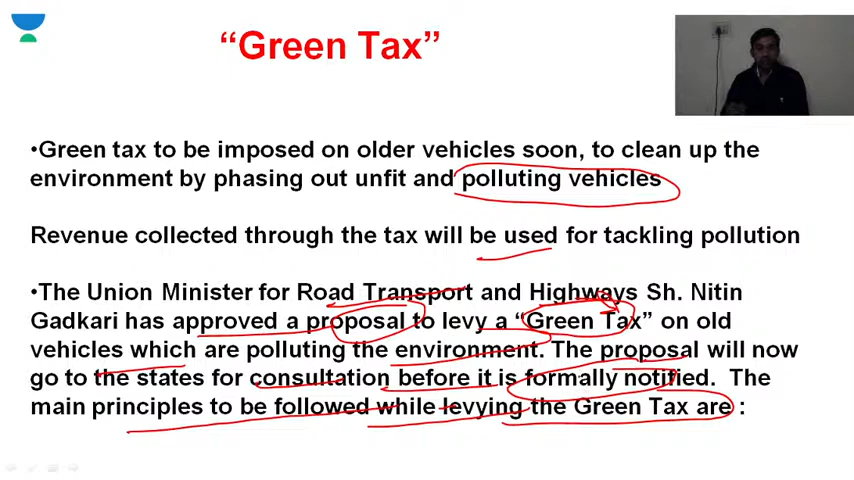 “Green Tax”
•Green tax to be imposed on older vehicles soon, to clean up the
environment by phasing out unfit and polluting vehicles
Revenue collected through the tax will be used for tackling pollution
•The Union Minister for Road Transport and Highways Sh. Nitin
Gadkari has approved a proposal to levy a “Green Tax” on old
vehicles which are polluting the environment. The proposal will now
go to the states for consultation before it is formally notified. The
main principles to be followed while levying the Green Tax are :